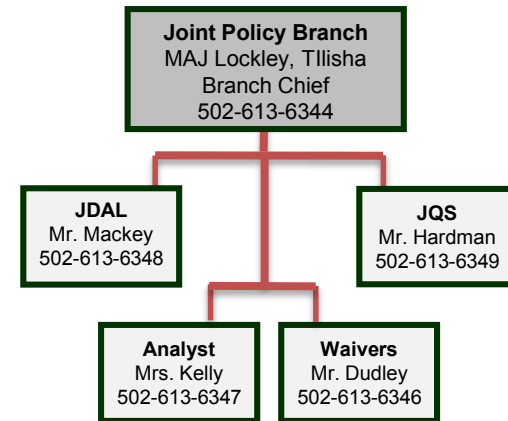 Joint Policy Branch
MAJ Lockley, TIlisha
Branch Chief
502-613-6344
JDAL
Mr. Mackey
502-613-6348
JQS
Mr. Hardman
502-613-6349
Analyst
Mrs. Kelly
502-613-6347
Waivers
Mr. Dudley
502-613-6346